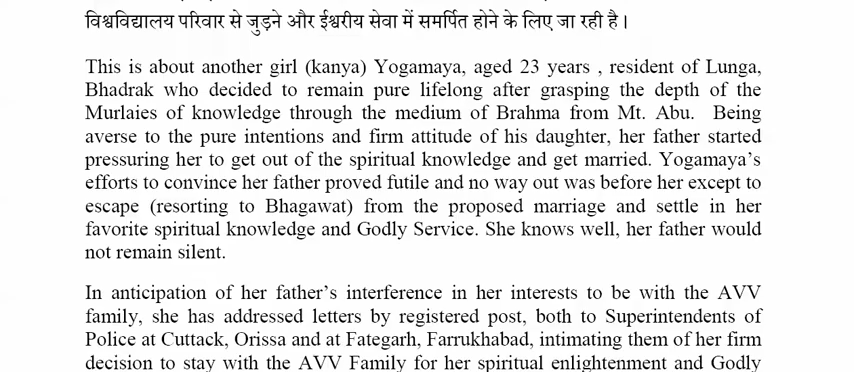 विश्वविद्यालय परिवार से जुड़ने और ईश्वरीय सेवा में समर्पित होने के लिए जा रही है।
This is about another girl (kanya) Yogamaya, aged 23 years , resident of Lunga,
Bhadrak who decided to remain pure lifelong after grasping the depth of the
Murlaies of knowledge through the medium of Brahma from Mt. Abu. Being
averse to the pure intentions and firm attitude of his daughter, her father started
pressuring her to get out of the spiritual knowledge and get married. Yogamaya’s
efforts to convince her father proved futile and no way out was before her except to
escape (resorting to Bhagawat) from the proposed marriage and settle in her
favorite spiritual knowledge and Godly Service. She knows well, her father would
not remain silent.
In anticipation of her father’s interference in her interests to be with the AVV
family, she has addressed letters by registered post, both to Superintendents of
Police at Cuttack, Orissa and at Fategarh, Farrukhabad, intimating them of her firm
decision to stay with the AVV Family for her spiritual enlightenment and Godly